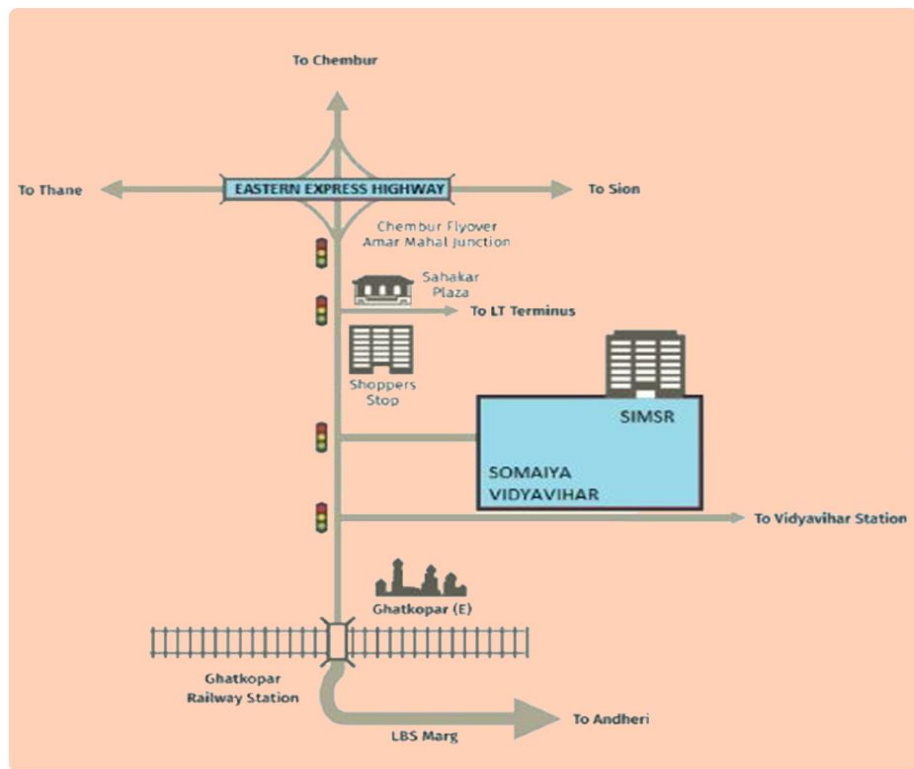 To Chembur
To Thane
EASTERN EXPRESS HIGHWAY
To Sion
Chembur Flyover
Amar Mahal Junction
Sahakar
Plaza
To LT Terminus
Shoppers
Stop
SIMSR
SOMAIYA
VIDYAVIHAR
To Vidyavihar Station
Ghatkopar (E)
Ghatkopar
Railway Station
To Andheri
LBS Marg